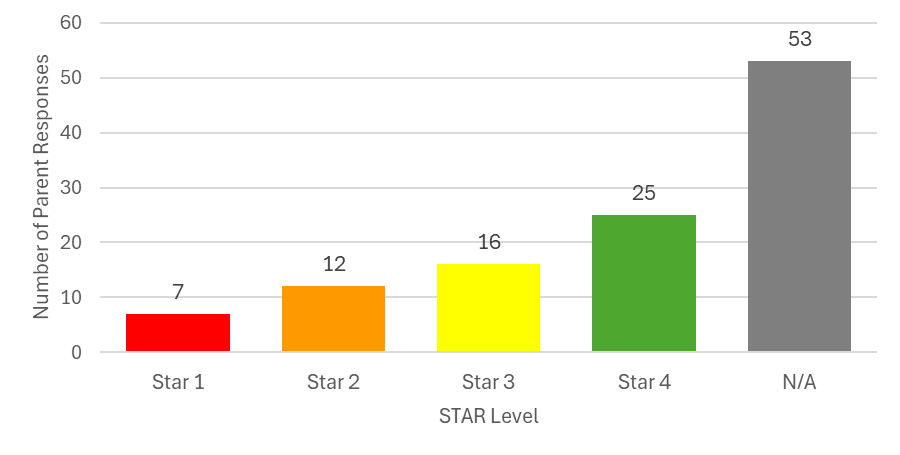 60
50
40
30
20
10
0
Number of Parent Responses
7
12
16
25
53
Star 1
Star 2
Star 3
Star 4
N/A
STAR Level